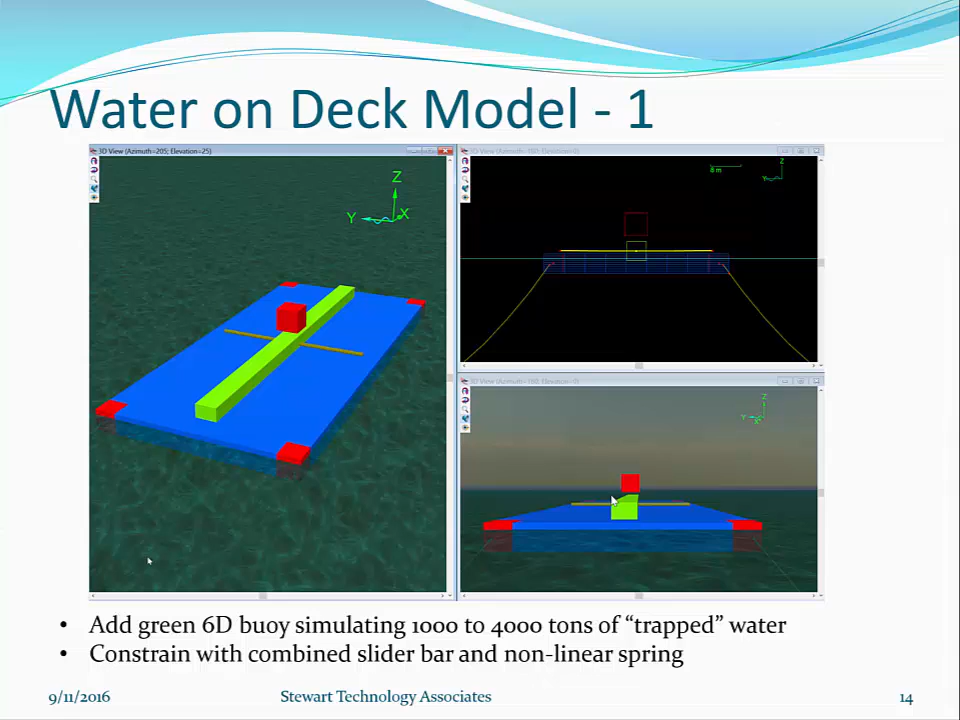 Water on Deck Model - 1
3D View (Azimuth=205; Elevation=25)
Z
Y
X
3D View (Azimuth=180; Elevation=0)
8 m
Z
Y
3D View (Azimuth=180; Elevation=0)
Z
Y
X
• Add green 6D buoy simulating 1000 to 4000 tons of “trapped” water
• Constrain with combined slider bar and non-linear spring
9/11/2016
Stewart Technology Associates
14